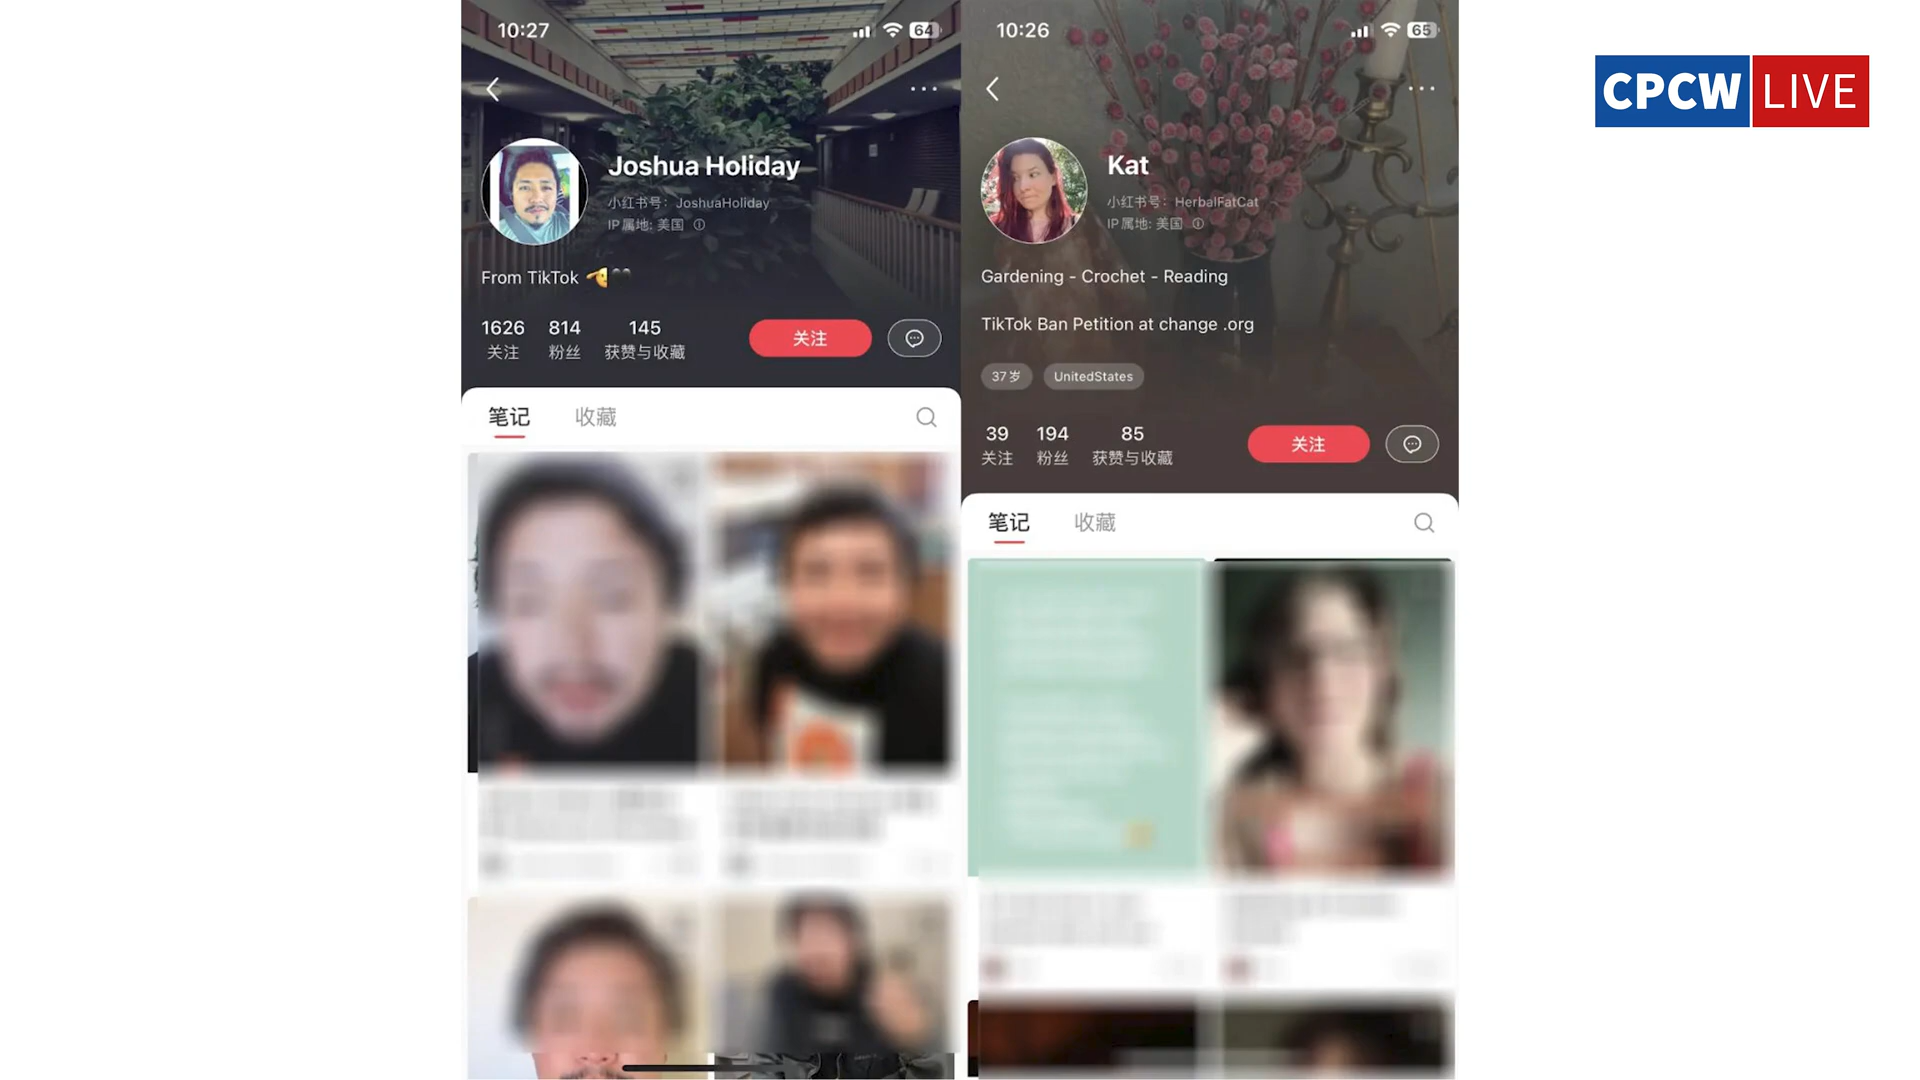 10:27
64
Joshua Holiday
小红书号：JoshuaHoliday
IP属地: 美国
From TikTok
1626 814 145
关注 粉丝 获赞与收藏
关注
笔记 收藏
10:26
65
Kat
小红书号：HerbalFatCat
IP属地: 美国
Gardening - Crochet - Reading
TikTok Ban Petition at change .org
37岁 UnitedStates
39 194 85
关注 粉丝 获赞与收藏
关注
笔记 收藏
CPCW LIVE